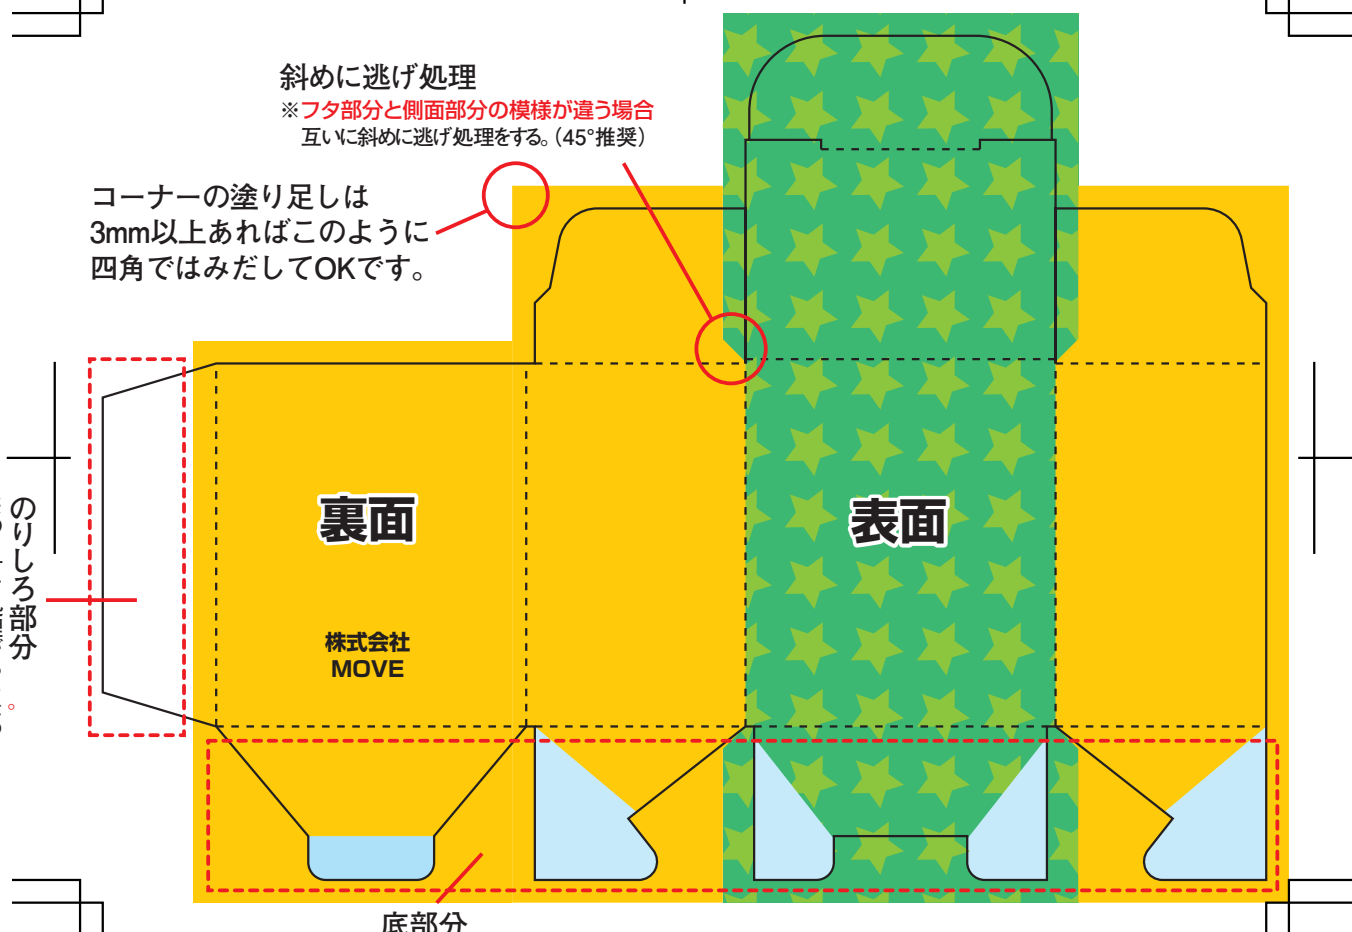 斜めに逃げ処理
※フタ部分と側面部分の模様が違う場合
互いに斜めに逃げ処理をする。（45°推奨）
コーナーの塗り足しは
3mm以上あればこのように
四角ではみだしてOKです。
のりしろ部分
裏面
表面
株式会社
MOVE
底部分